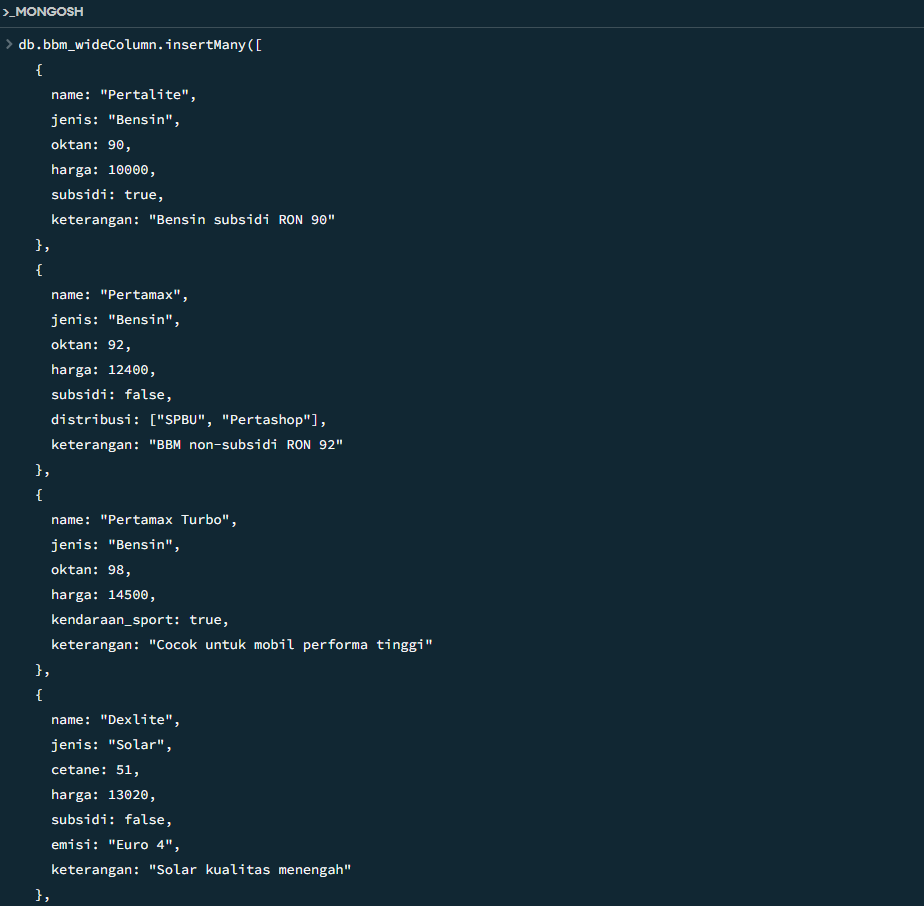 >_MONGOSH
> db.bbm_wideColumn.insertMany([
{
name: "Pertalite",
jenis: "Bensin",
oktan: 90,
harga: 10000,
subsidi: true,
keterangan: "Bensin subsidi RON 90"
},
{
name: "Pertamax",
jenis: "Bensin",
oktan: 92,
harga: 12400,
subsidi: false,
distribusi: ["SPBU", "Pertashop"],
keterangan: "BBM non-subsidi RON 92"
},
{
name: "Pertamax Turbo",
jenis: "Bensin",
oktan: 98,
harga: 14500,
kendaraan_sport: true,
keterangan: "Cocok untuk mobil performa tinggi"
},
{
name: "Dexlite",
jenis: "Solar",
cetane: 51,
harga: 13020,
subsidi: false,
emisi: "Euro 4",
keterangan: "Solar kualitas menengah"
},